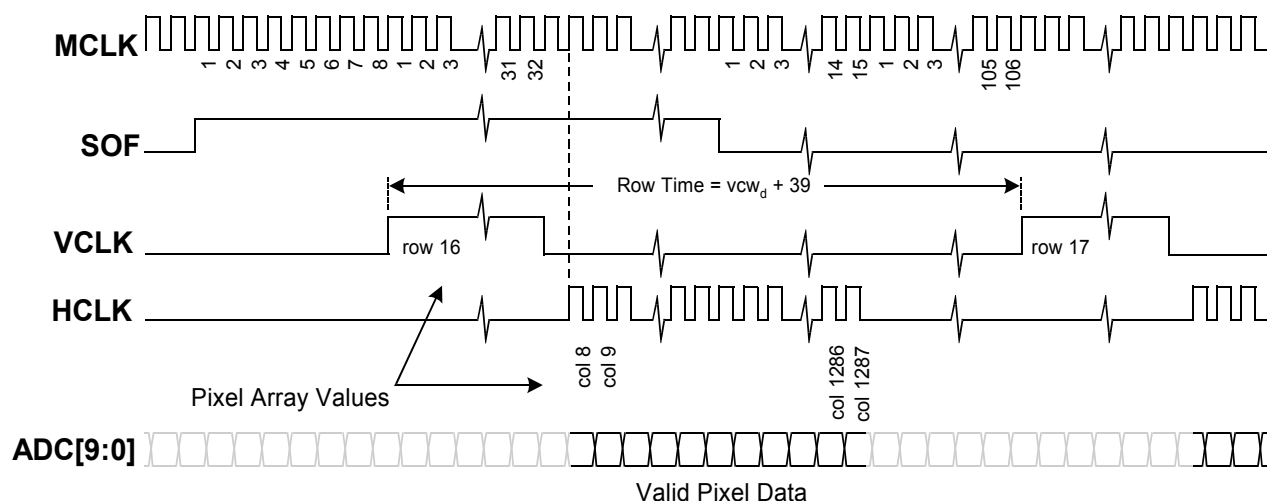 MCLK
1 2 3 4 5 6 7 8 1 2 3 31 32 1 2 3 14 15 1 2 3 105 106
SOF
Row Time = vcw_d + 39
VCLK
row 16
row 17
HCLK
col 8
col 9
col 1286
col 1287
Pixel Array Values
ADC[9:0]
Valid Pixel Data